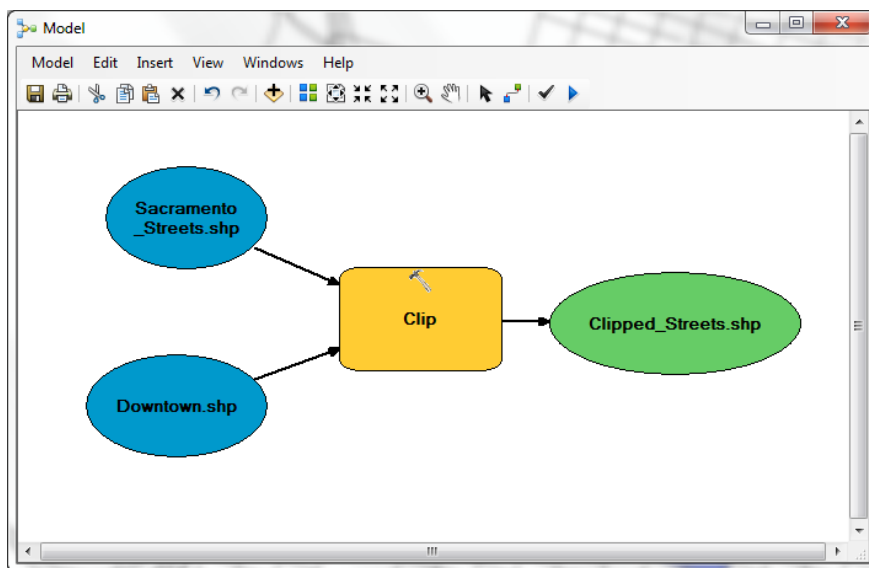 Model
Model Edit Insert View Windows Help
Sacramento
_Streets.shp
Clip
Clipped_Streets.shp
Downtown.shp